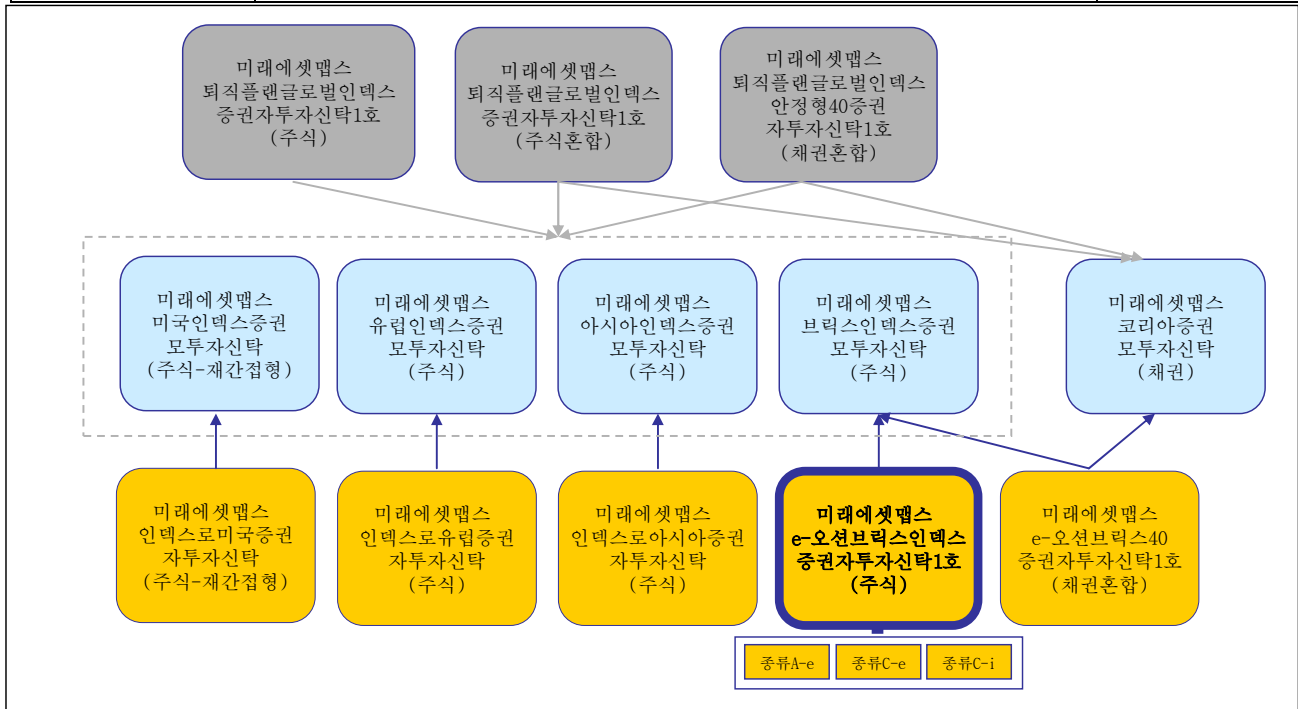 미래에셋맵스
퇴직플랜글로벌인덱스
증권자투자신탁1호
(주식)
미래에셋맵스
퇴직플랜글로벌인덱스
증권자투자신탁1호
(주식혼합)
미래에셋맵스
퇴직플랜글로벌인덱스
안정형40증권
자투자신탁1호
(채권혼합)
미래에셋맵스
미국인덱스증권
모투자신탁
(주식-재간접형)
미래에셋맵스
유럽인덱스증권
모투자신탁
(주식)
미래에셋맵스
아시아인덱스증권
모투자신탁
(주식)
미래에셋맵스
브릭스인덱스증권
모투자신탁
(주식)
미래에셋맵스
코리아증권
모투자신탁
(채권)
미래에셋맵스
인덱스로미국증권
자투자신탁
(주식-재간접형)
미래에셋맵스
인덱스로유럽증권
자투자신탁
(주식)
미래에셋맵스
인덱스로아시아증권
자투자신탁
(주식)
미래에셋맵스
e-오션브릭스인덱스
증권자투자신탁1호
(주식)
미래에셋맵스
e-오션브릭스40
증권자투자신탁1호
(채권혼합)
종류A-e
종류C-e
종류C-i